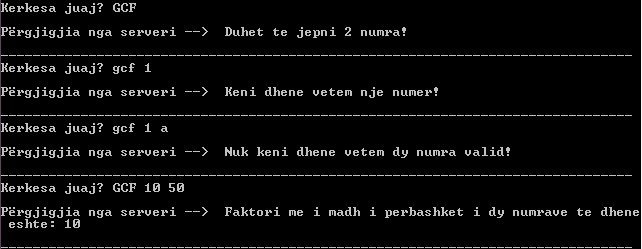 Kerkesa juaj? GCF
Përgjigjia nga serveri --> Duhet te jepni 2 numra!
Kerkesa juaj? gcf 1
Përgjigjia nga serveri --> Keni dhene vetem nje numer!
Kerkesa juaj? gcf 1 a
Përgjigjia nga serveri --> Nuk keni dhene vetem dy numra valid!
Kerkesa juaj? GCF 10 50
Përgjigjia nga serveri --> Faktori me i madh i perbashket i dy numrave te dhene
eshte: 10